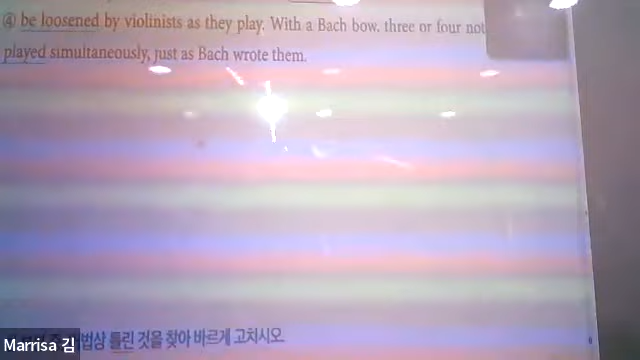 ④ be loosened by violinists as they play. With a Bach bow, three or four not
played simultaneously, just as Bach wrote them.
법상 틀린 것을 찾아 바르게 고치시오.
Marrisa 김